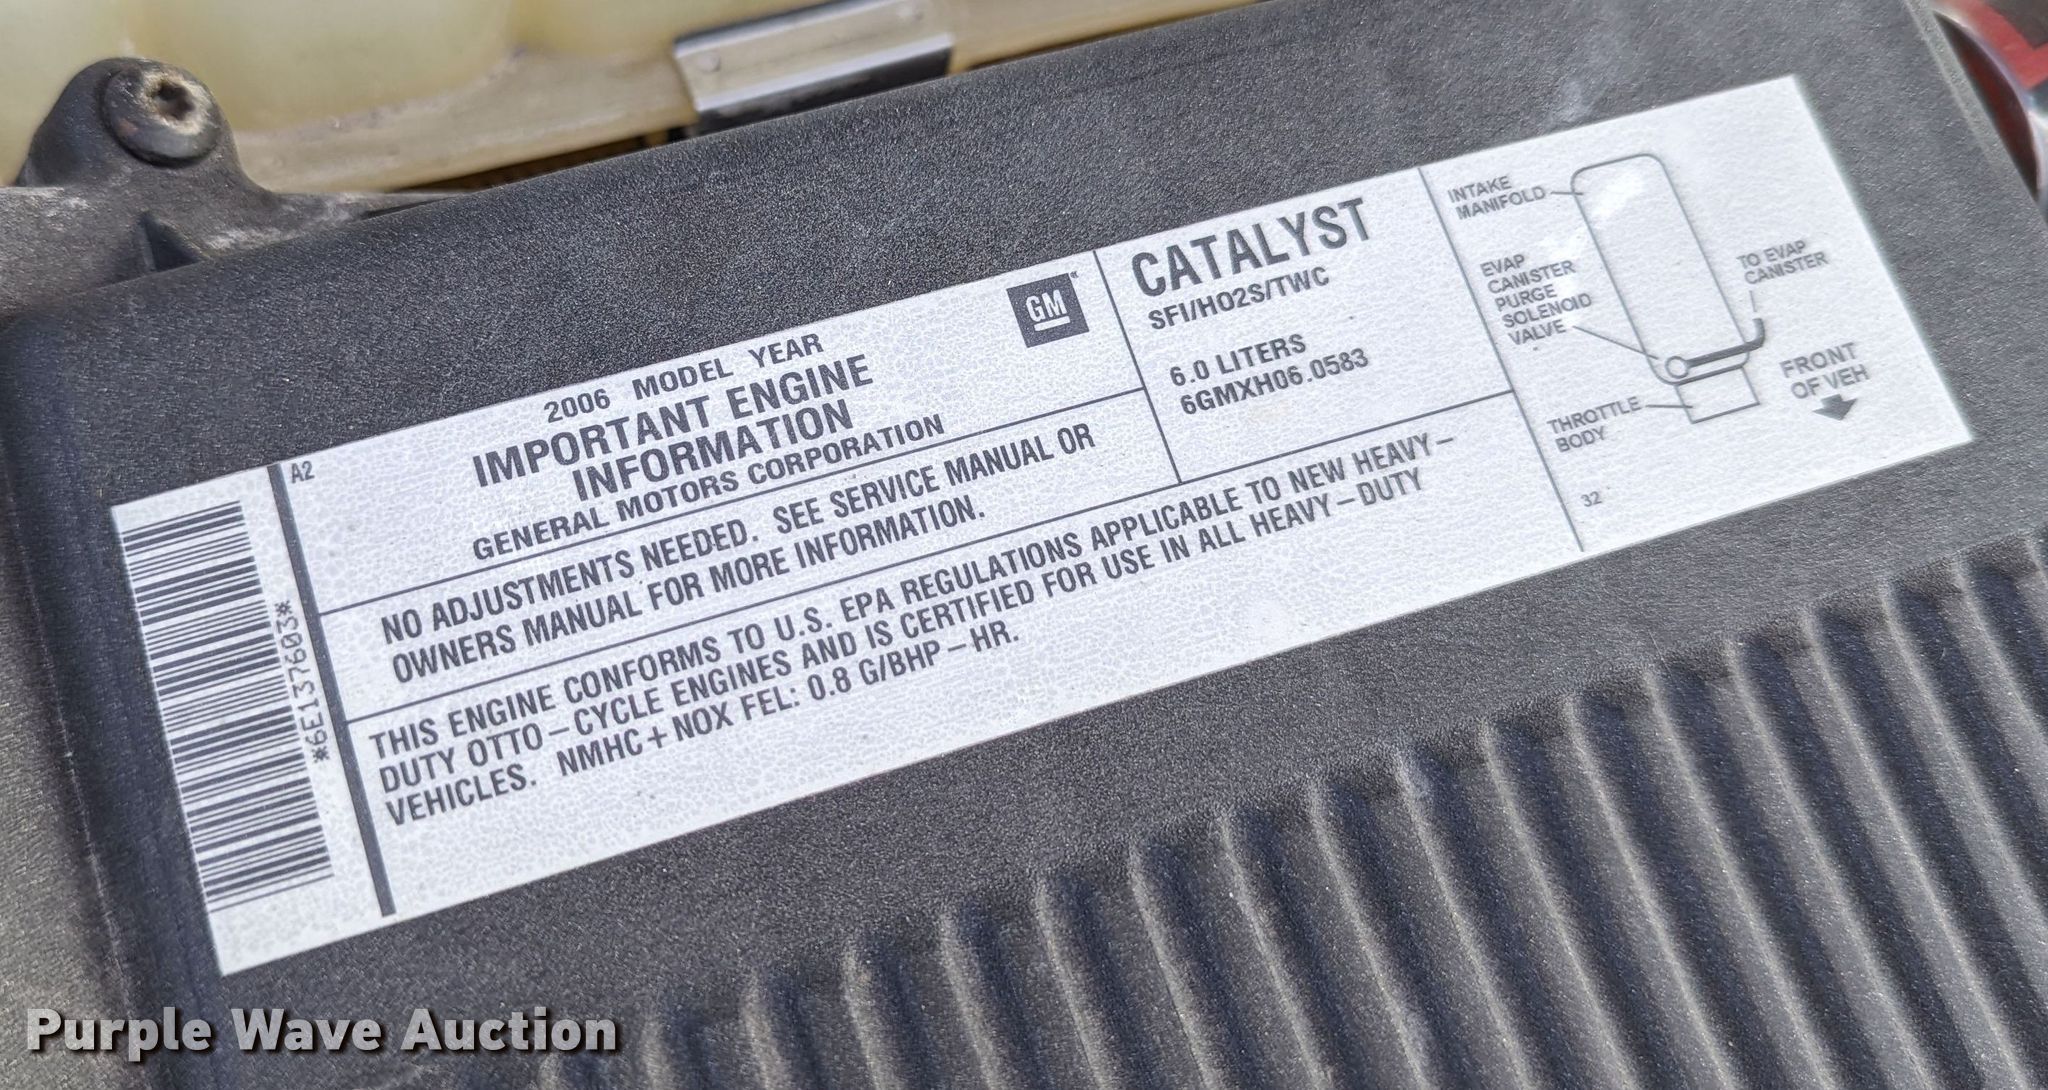 A2
2006 MODEL YEAR
IMPORTANT ENGINE
INFORMATION
GENERAL MOTORS CORPORATION
GM
NO ADJUSTMENTS NEEDED. SEE SERVICE MANUAL OR
OWNERS MANUAL FOR MORE INFORMATION.
THIS ENGINE CONFORMS TO U.S. EPA REGULATIONS APPLICABLE TO NEW HEAVY-
DUTY OTTO-CYCLE ENGINES AND IS CERTIFIED FOR USE IN ALL HEAVY-DUTY
VEHICLES. NMHC+NOX FEL: 0.8 G/BHP-HR.
CATALYST
SFI/HO2S/TWC
6.0 LITERS
6GMXH06.0583
INTAKE
MANIFOLD
EVAP
CANISTER
PURGE
SOLENOID
VALVE
TO EVAP
CANISTER
THROTTLE
BODY
FRONT
OF VEH
32
*6E137603*
Purple Wave Auction